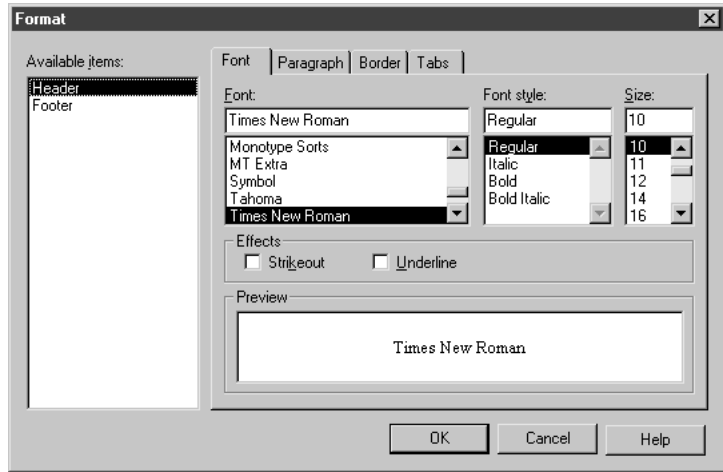 Format
Available items:
Header
Footer
Font
Paragraph
Border
Tabs
Font:
Times New Roman
Monotype Sorts
MT Extra
Symbol
Tahoma
Times New Roman
Font style:
Regular
Regular
Italic
Bold
Bold Italic
Size:
10
10
11
12
14
16
Effects
Strikeout
Underline
Preview
Times New Roman
OK
Cancel
Help